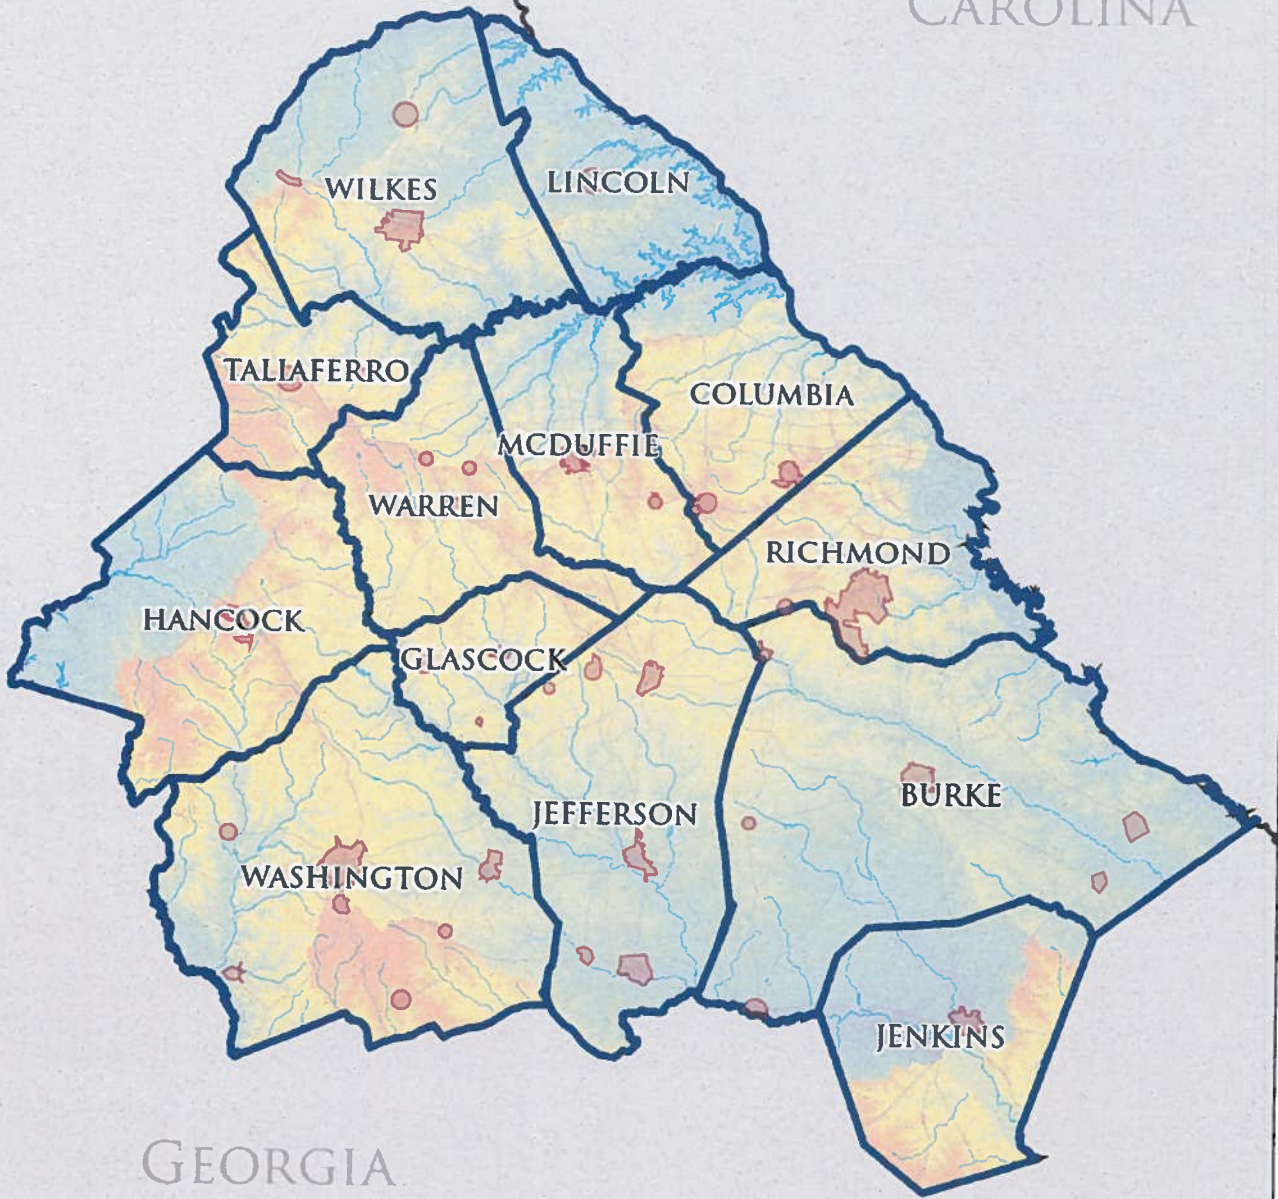 CAROLINA
WILKES
LINCOLN
TALIAFERRO
COLUMBIA
MCDUFFIE
WARREN
RICHMOND
HANCOCK
GLASCOCK
BURKE
JEFFERSON
WASHINGTON
JENKINS
GEORGIA